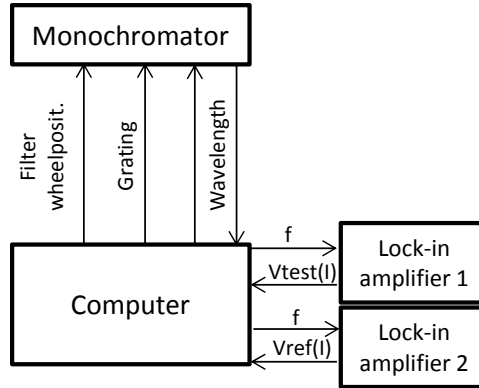 Monochromator
Filter
wheelposit.
Grating
Wavelength
f
Vtest(I)
f
Vref(I)
Computer
Lock-in
amplifier 1
Lock-in
amplifier 2